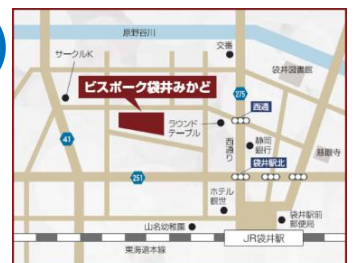 原野谷川
交番
サークルK
袋井図書館
275
西通
ビスポーク袋井みかど
ラウンド
テーブル
西通り
静岡
銀行
慈眼寺
41
袋井駅北
251
ホテル
観世
袋井駅前
郵便局
山名幼稚園
JR袋井駅
東海道本線